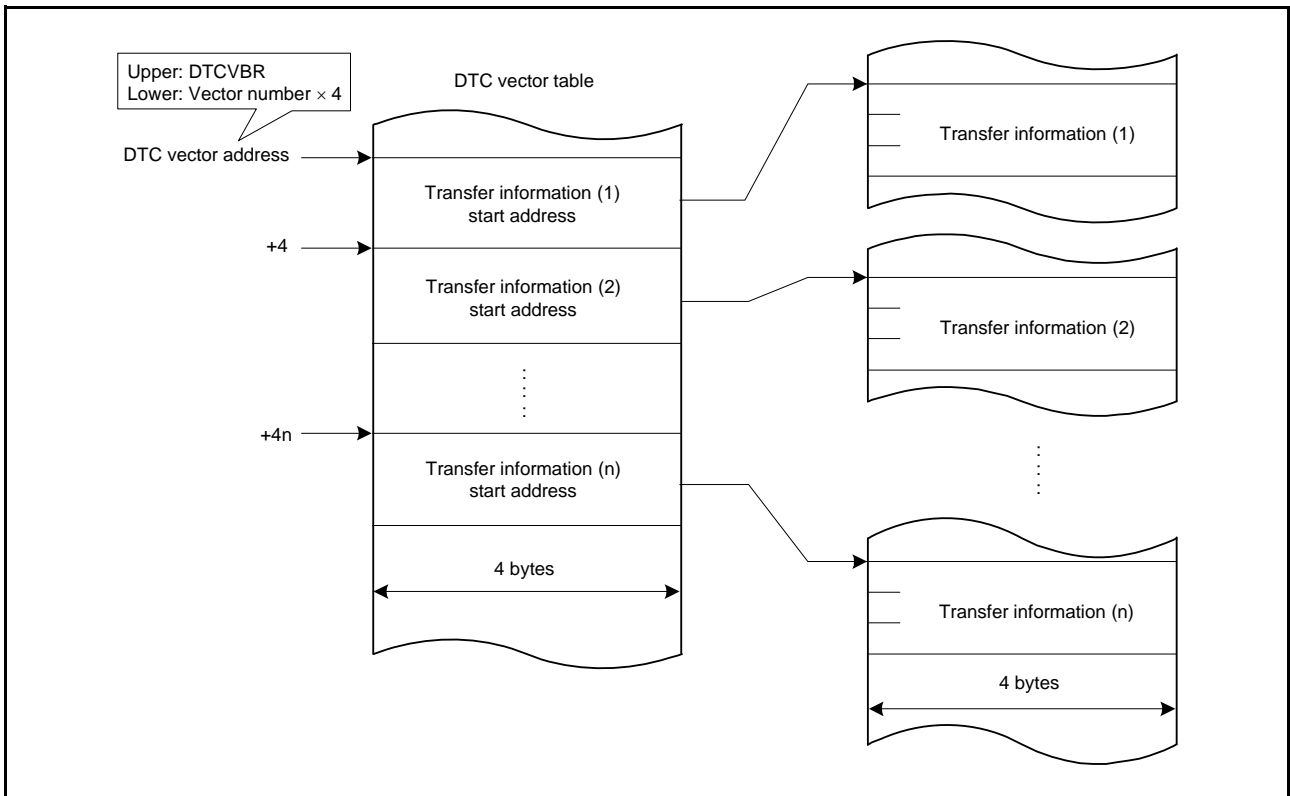 Upper: DTCVBR
Lower: Vector number × 4
DTC vector table
DTC vector address
Transfer information (1)
start address
+4
Transfer information (2)
start address
+4n
Transfer information (n)
start address
4 bytes
Transfer information (1)
Transfer information (2)
Transfer information (n)
4 bytes